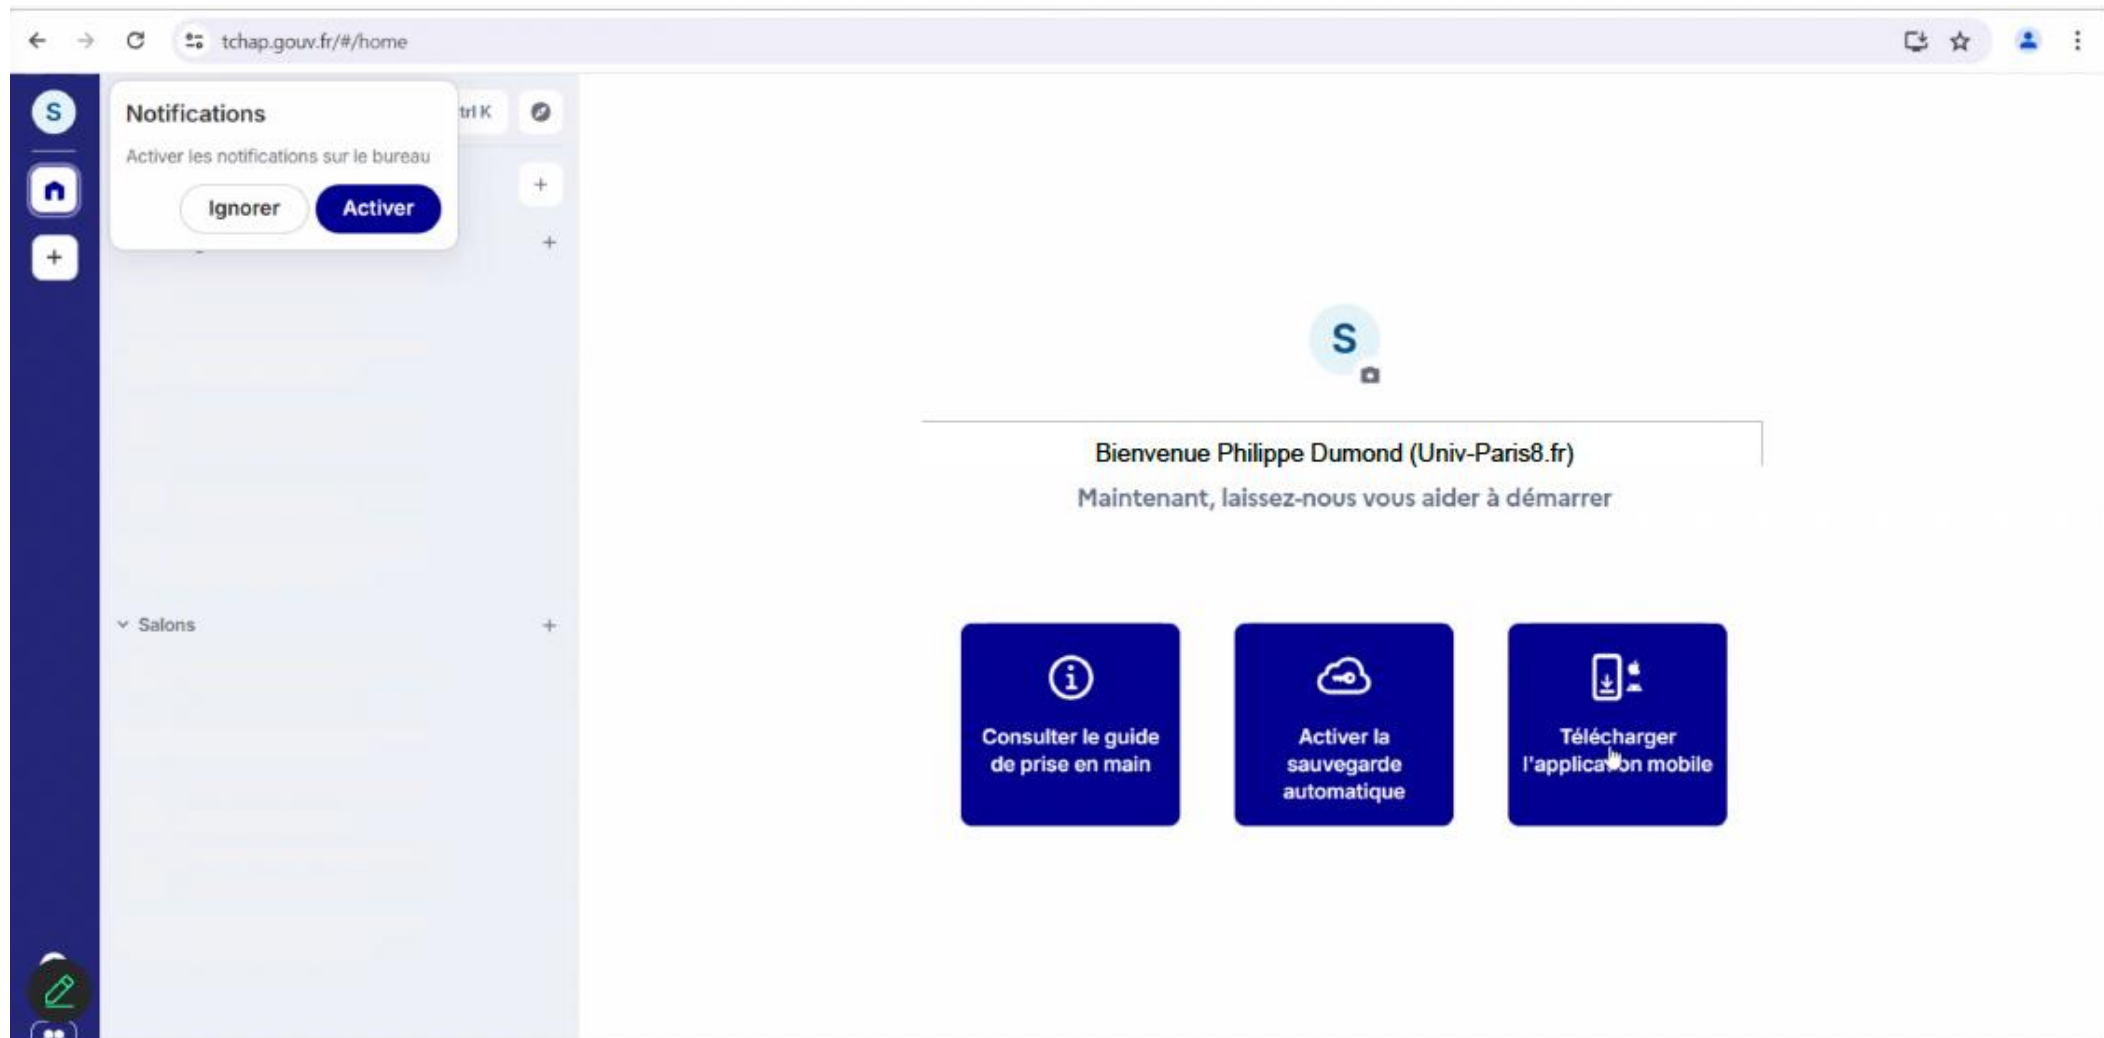 tchap.gouv.fr/#/home
S
Notifications
trl K
Activer les notifications sur le bureau
Ignorer
Activer
S
Bienvenue Philippe Dumond (Univ-Paris8.fr)
Maintenant, laissez-nous vous aider à démarrer
Salons
Consulter le guide
de prise en main
Activer la
sauvegarde
automatique
Télécharger
l'application mobile